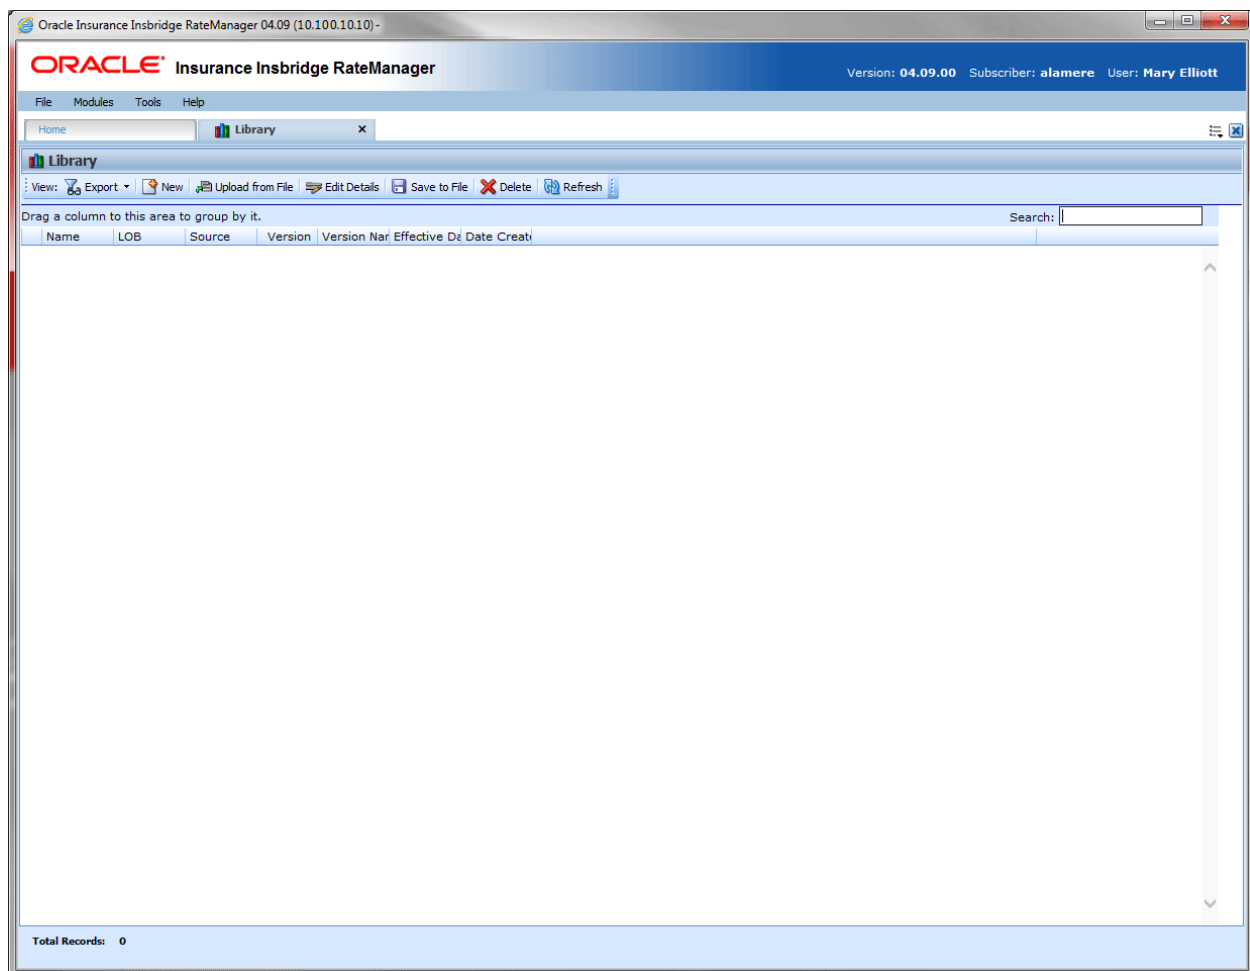 Oracle Insurance Insbridge RateManager 04.09 (10.100.10.10) -
ORACLE Insurance Insbridge RateManager
Version: 04.09.00 Subscriber: alamere User: Mary Elliott
File Modules Tools Help
Home Library
Library
View: Export New Upload from File Edit Details Save to File Delete Refresh
Drag a column to this area to group by it. Search:
Name LOB Source Version Version Nar Effective Da Date Creat
Total Records: 0